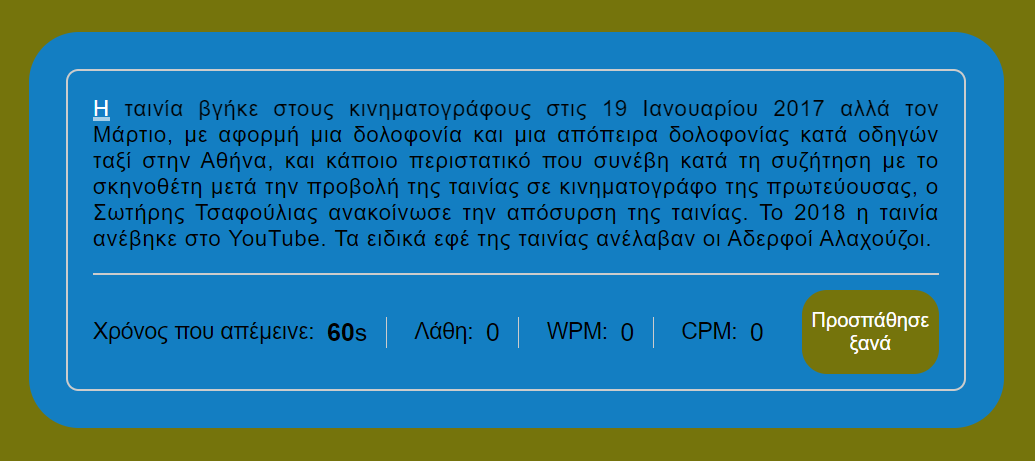 Η ταινία βγήκε στους κινηματογράφους στις 19 Ιανουαρίου 2017 αλλά τον
Μάρτιο, με αφορμή μια δολοφονία και μια απόπειρα δολοφονίας κατά οδηγών
ταξί στην Αθήνα, και κάποιο περιστατικό που συνέβη κατά τη συζήτηση με το
σκηνοθέτη μετά την προβολή της ταινίας σε κινηματογράφο της πρωτεύουσας, ο
Σωτήρης Τσαφούλιας ανακοίνωσε την απόσυρση της ταινίας. Το 2018 η ταινία
ανέβηκε στο YouTube. Τα ειδικά εφέ της ταινίας ανέλαβαν οι Αδερφοί Αλαχούζοι.
Χρόνος που απέμεινε: 60s Λάθη: 0 WPM: 0 CPM: 0
Προσπάθησε
ξανά